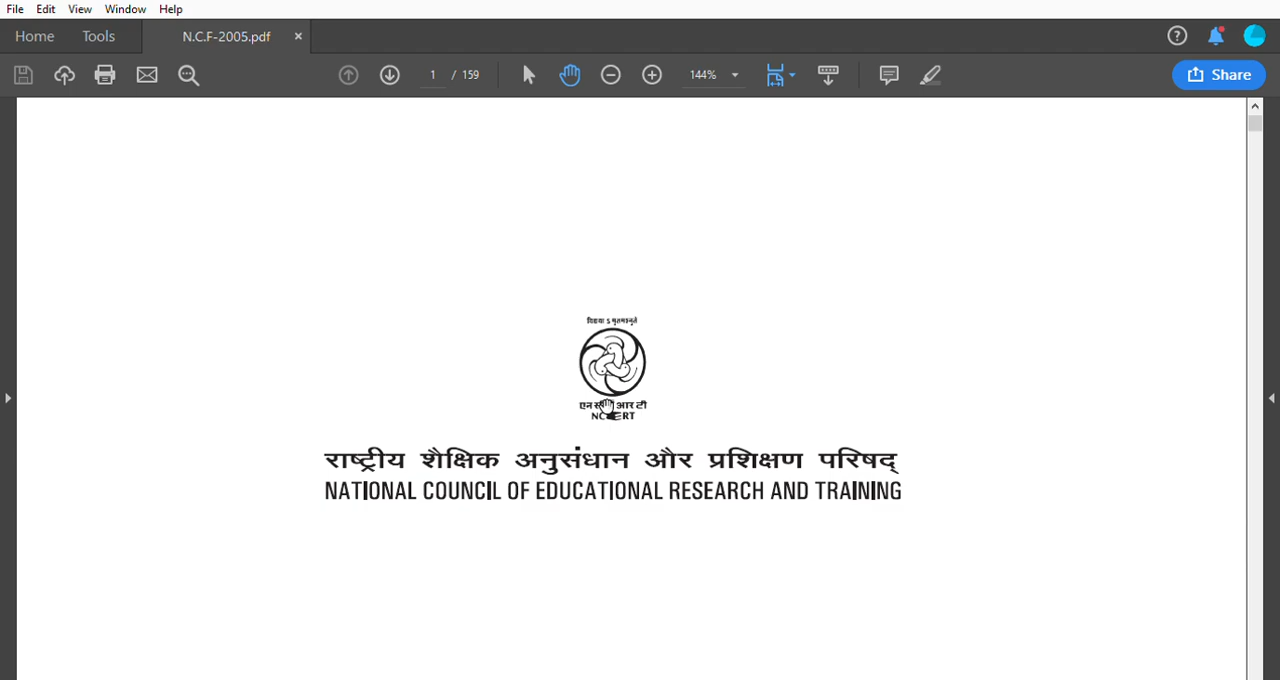 File Edit View Window Help
Home Tools N.C.F-2005.pdf
1 / 159 144% Share
राष्ट्रीय शैक्षिक अनुसंधान और प्रशिक्षण परिषद्
NATIONAL COUNCIL OF EDUCATIONAL RESEARCH AND TRAINING